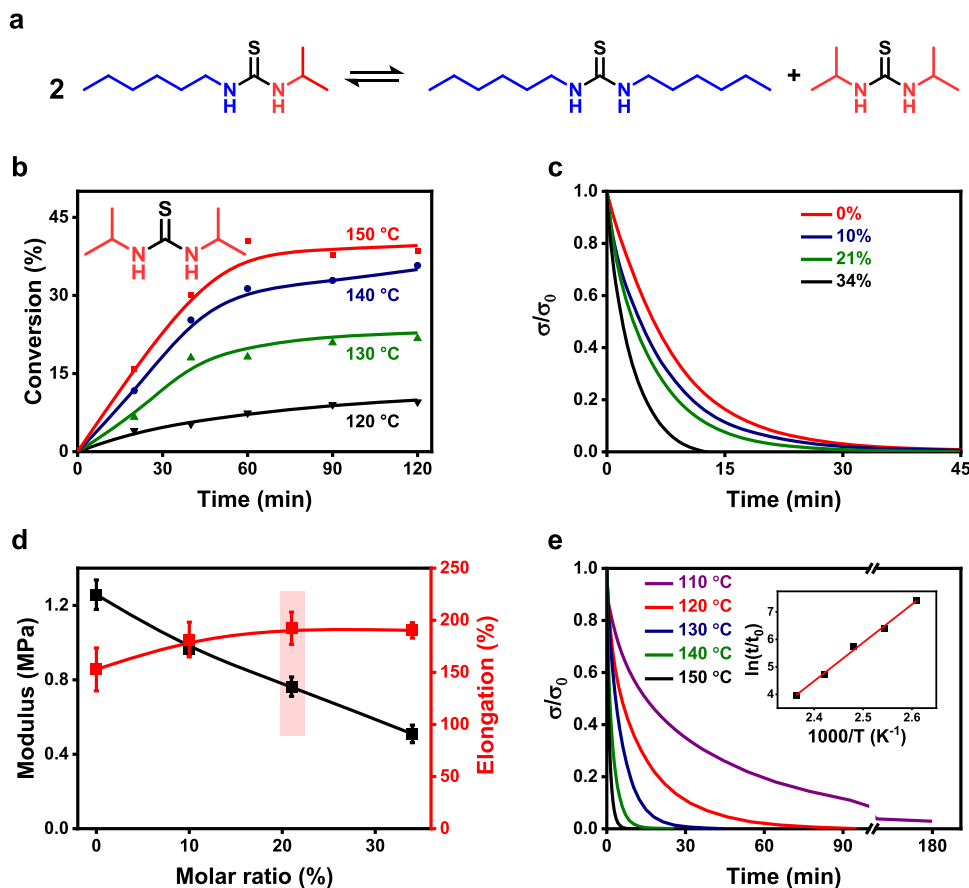 a
2
S
N
H
N
H
S
N
H
N
H
+
S
N
H
N
H
b
Conversion (%)
45
30
15
0
S
N
H
N
H
150 °C
140 °C
130 °C
120 °C
0 20 40 60 80 100 120
Time (min)
c
σ/σ0
1.0
0.8
0.6
0.4
0.2
0.0
0%
10%
21%
34%
0 15 30 45
Time (min)
d
Modulus (MPa)
1.2
0.8
0.4
0.0
250
200
150
100
50
0
Elongation (%)
0 10 20 30
Molar ratio (%)
e
σ/σ0
1.0
0.8
0.6
0.4
0.2
0.0
110 °C
120 °C
130 °C
140 °C
150 °C
ln(t/t0)
7
6
5
4
2.4 2.5 2.6
1000/T (K-1)
0 30 60 90 180
Time (min)